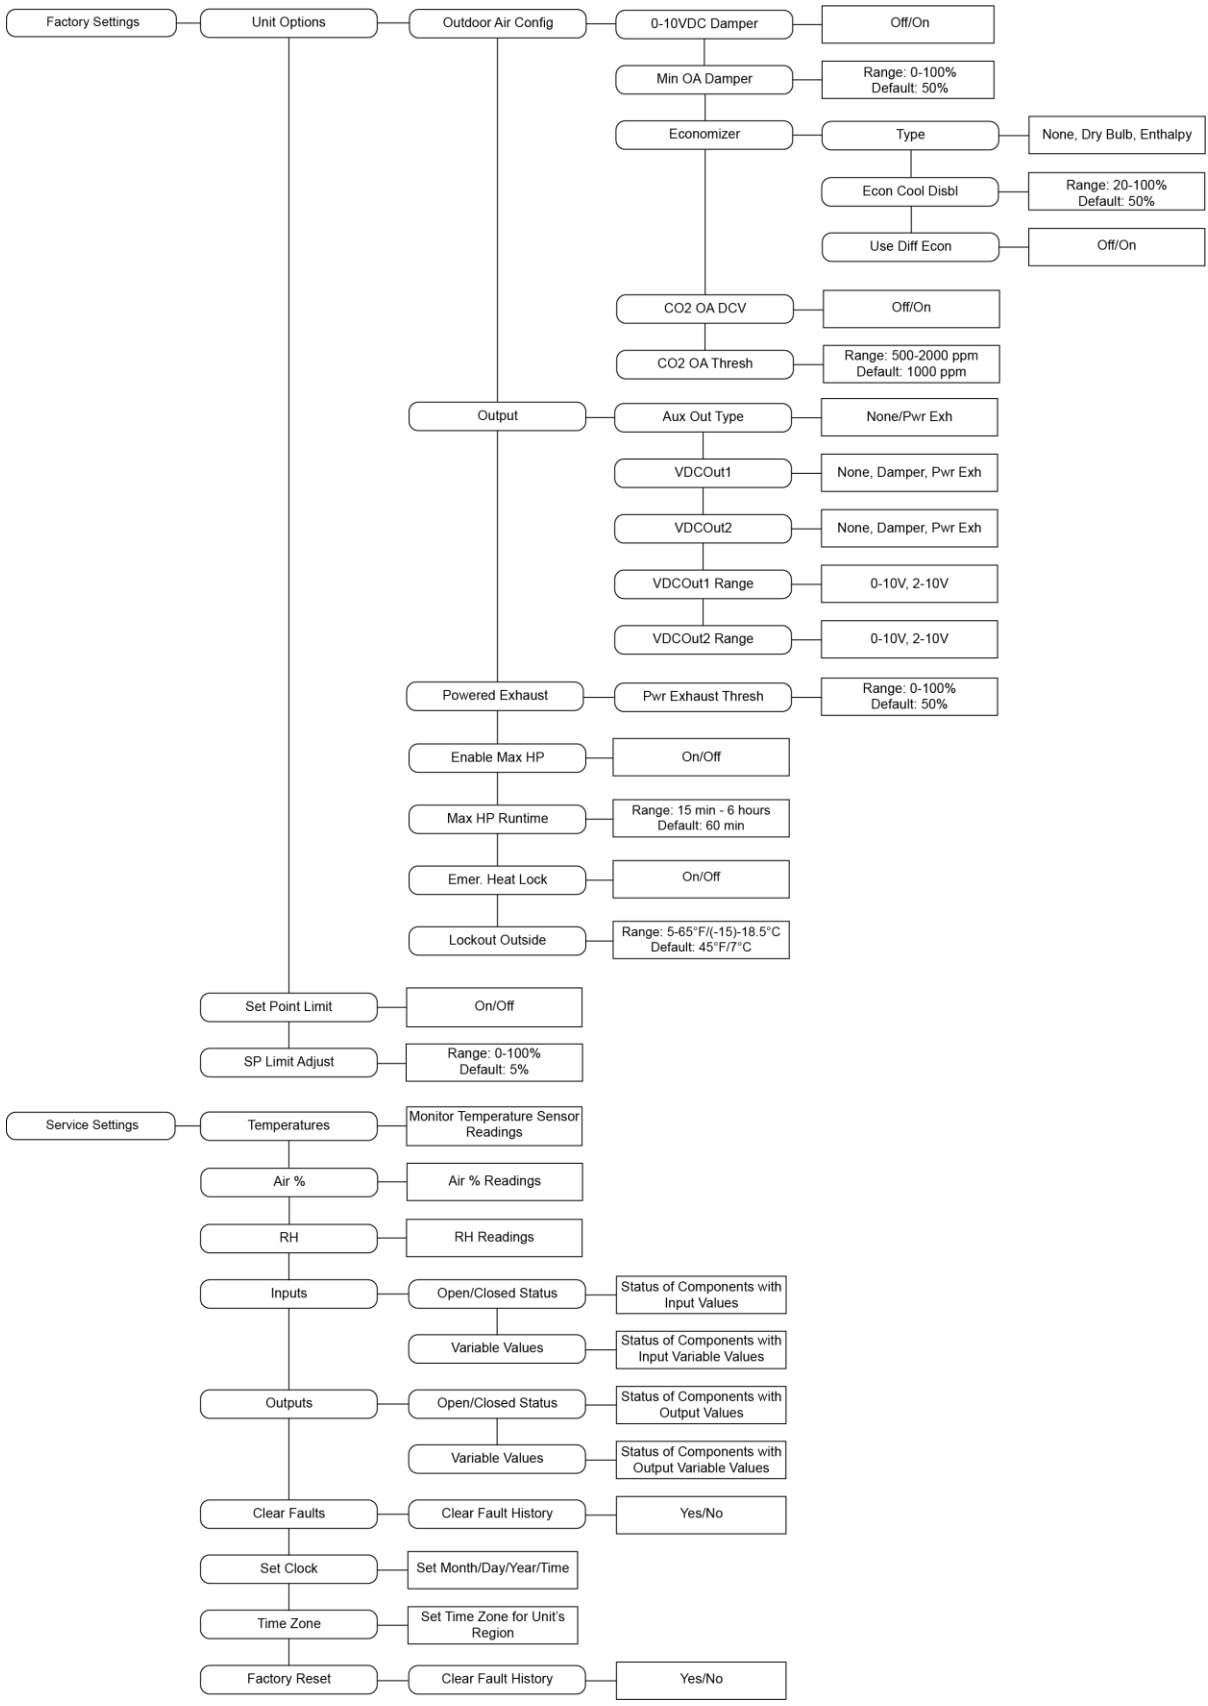 Factory Settings
Unit Options
Outdoor Air Config
0-10VDC Damper
Off/On
Min OA Damper
Range: 0-100%
Default: 50%
Economizer
Type
None, Dry Bulb, Enthalpy
Econ Cool Disbl
Range: 20-100%
Default: 50%
Use Diff Econ
Off/On
CO2 OA DCV
Off/On
CO2 OA Thresh
Range: 500-2000 ppm
Default: 1000 ppm
Output
Aux Out Type
None/Pwr Exh
VDCOut1
None, Damper, Pwr Exh
VDCOut2
None, Damper, Pwr Exh
VDCOut1 Range
0-10V, 2-10V
VDCOut2 Range
0-10V, 2-10V
Powered Exhaust
Pwr Exhaust Thresh
Range: 0-100%
Default: 50%
Enable Max HP
On/Off
Max HP Runtime
Range: 15 min - 6 hours
Default: 60 min
Emer. Heat Lock
On/Off
Lockout Outside
Range: 5-65°F/(-15)-18.5°C
Default: 45°F/7°C
Set Point Limit
On/Off
SP Limit Adjust
Range: 0-100%
Default: 5%
Service Settings
Temperatures
Monitor Temperature Sensor
Readings
Air %
Air % Readings
RH
RH Readings
Inputs
Open/Closed Status
Status of Components with
Input Values
Variable Values
Status of Components with
Input Variable Values
Outputs
Open/Closed Status
Status of Components with
Output Values
Variable Values
Status of Components with
Output Variable Values
Clear Faults
Clear Fault History
Yes/No
Set Clock
Set Month/Day/Year/Time
Time Zone
Set Time Zone for Unit's
Region
Factory Reset
Clear Fault History
Yes/No